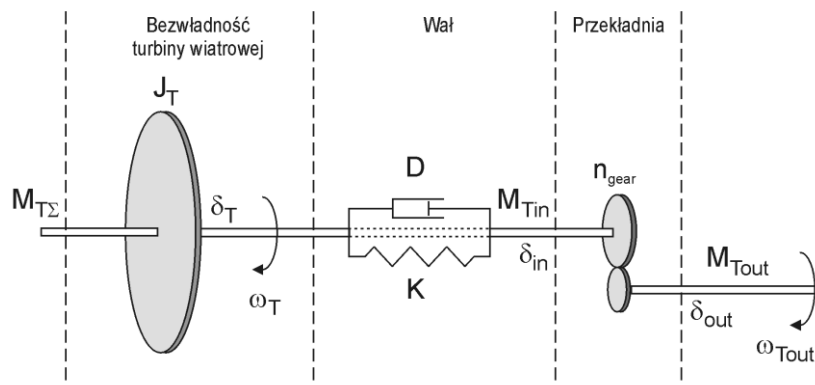 Bezwładność
turbiny wiatrowej
Wał
Przekładnia
J_T
D
n_gear
M_TΣ
δ_T
M_Tin
δ_in
M_Tout
ω_T
K
δ_out
ω_Tout